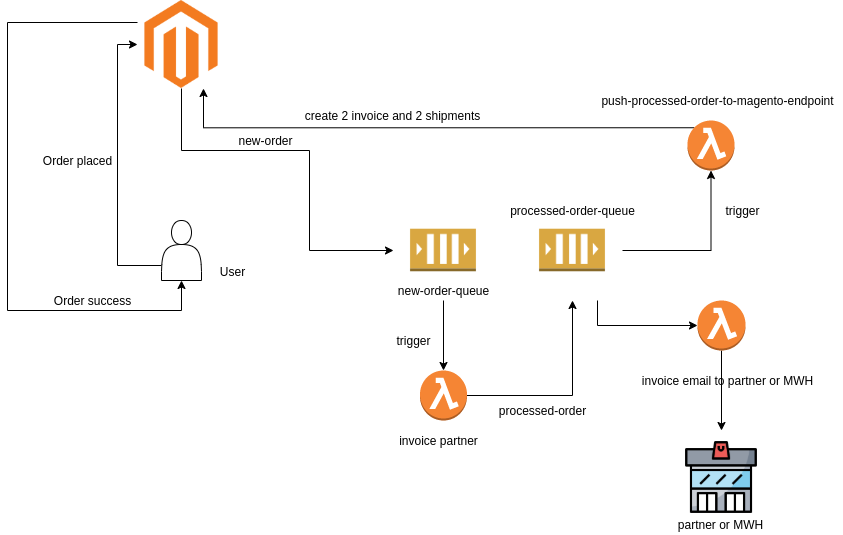 push-processed-order-to-magento-endpoint
create 2 invoice and 2 shipments
new-order
Order placed
processed-order-queue
trigger
User
new-order-queue
Order success
trigger
invoice email to partner or MWH
processed-order
invoice partner
partner or MWH